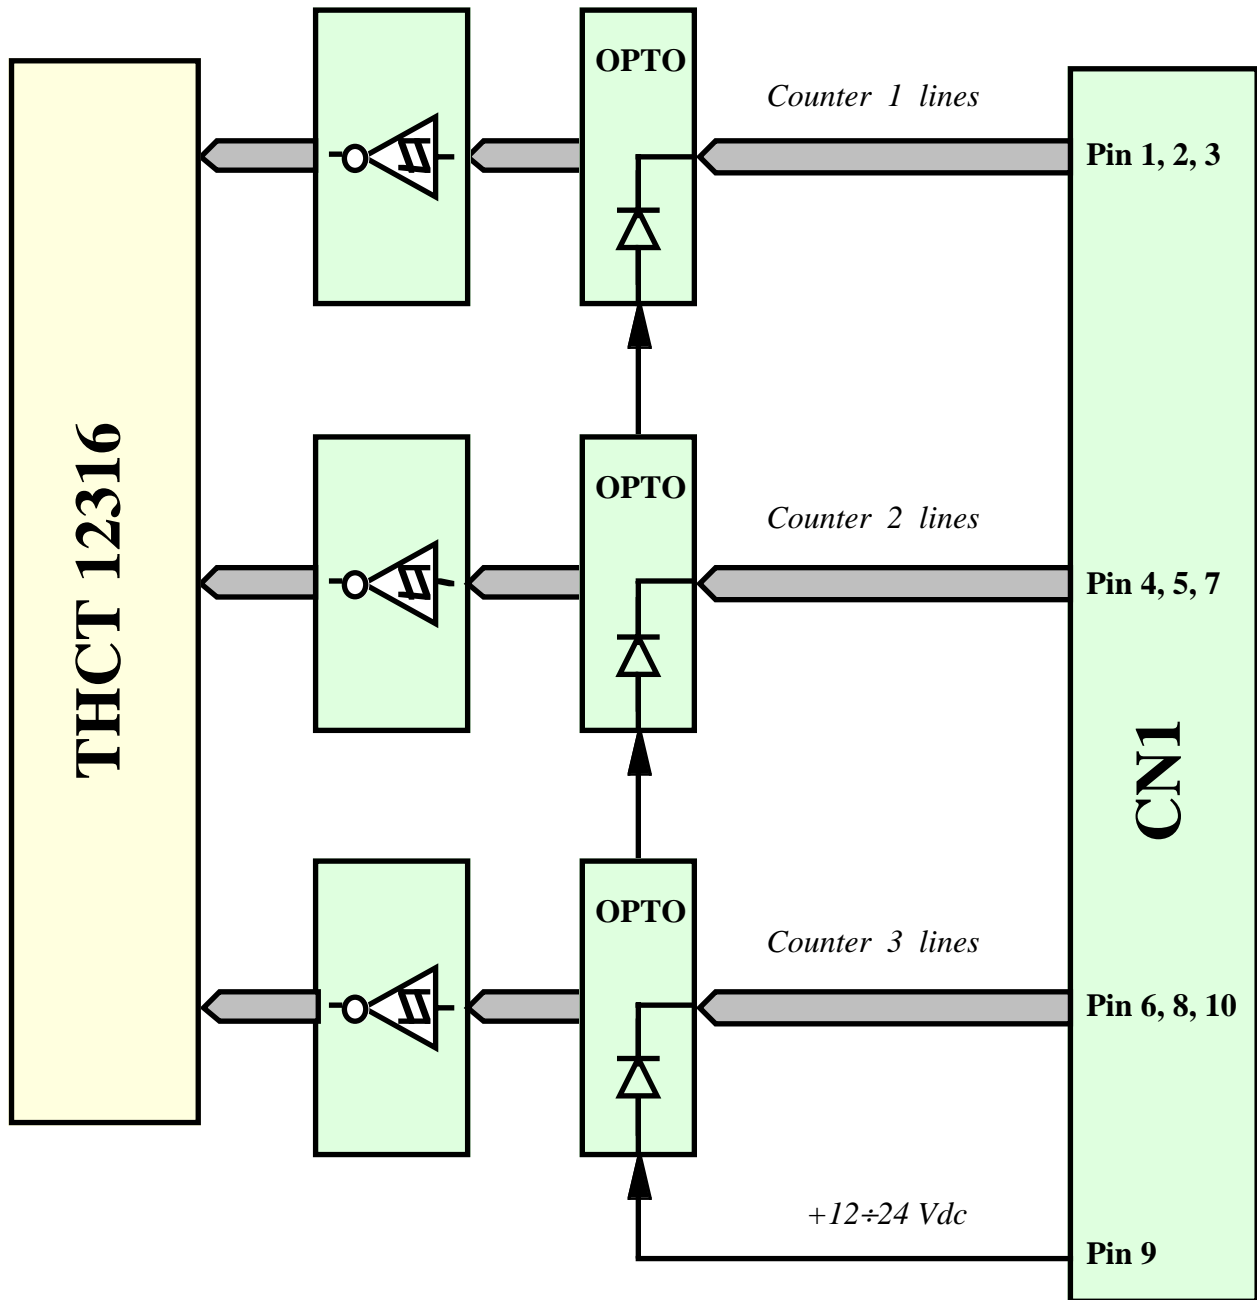 OPTO
Counter 1 lines
Pin 1, 2, 3
THCT 12316
OPTO
Counter 2 lines
Pin 4, 5, 7
CN1
OPTO
Counter 3 lines
Pin 6, 8, 10
+12÷24 Vdc
Pin 9